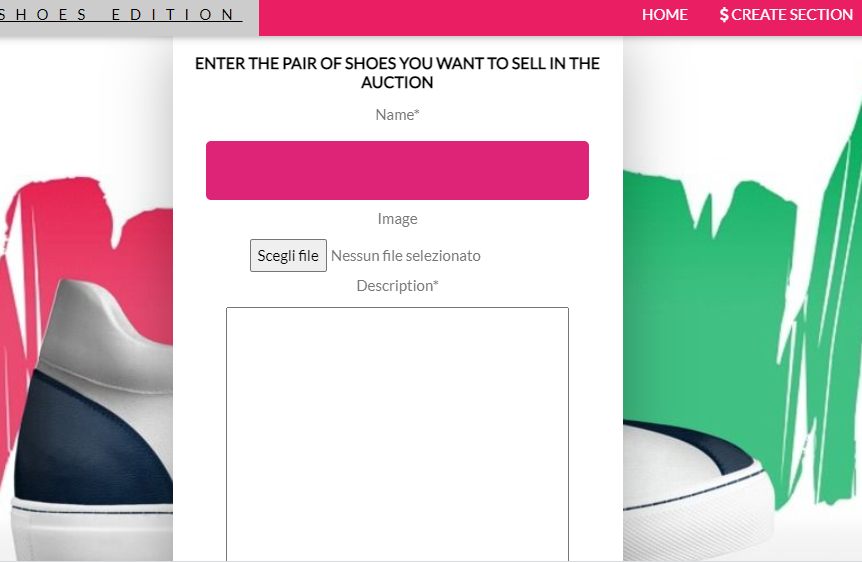 SHOES EDITION
HOME
$ CREATE SECTION
ENTER THE PAIR OF SHOES YOU WANT TO SELL IN THE
AUCTION
Name*
Image
Scegli file Nessun file selezionato
Description*